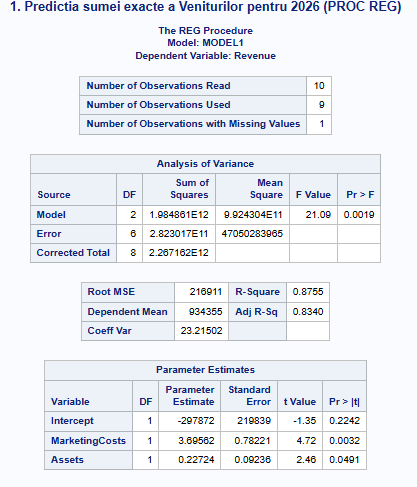 1. Predictia sumei exacte a Veniturilor pentru 2026 (PROC REG)
The REG Procedure
Model: MODEL1
Dependent Variable: Revenue
Number of Observations Read 10
Number of Observations Used 9
Number of Observations with Missing Values 1
Analysis of Variance
Source DF Sum of Squares Mean Square F Value Pr > F
Model 2 1.984861E12 9.924304E11 21.09 0.0019
Error 6 2.823017E11 47050283965
Corrected Total 8 2.267162E12
Root MSE 216911 R-Square 0.8755
Dependent Mean 934355 Adj R-Sq 0.8340
Coeff Var 23.21502
Parameter Estimates
Variable DF Parameter Estimate Standard Error t Value Pr > |t|
Intercept 1 -297872 219839 -1.35 0.2242
MarketingCosts 1 3.69562 0.78221 4.72 0.0032
Assets 1 0.22724 0.09236 2.46 0.0491